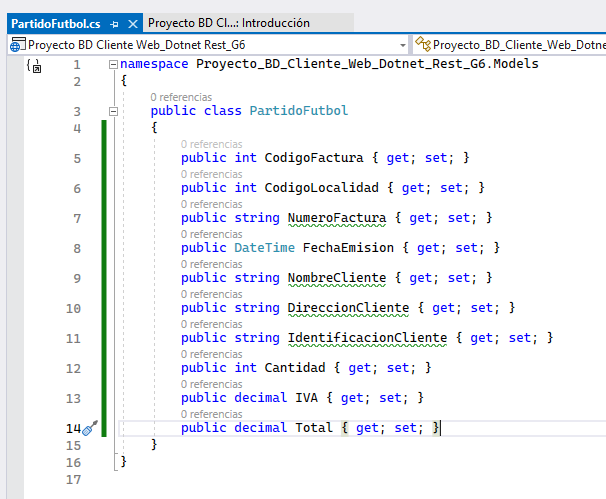 PartidoFutbol.cs Proyecto BD Cl...: Introducción
Proyecto BD Cliente Web_Dotnet Rest_G6 Proyecto_BD_Cliente_Web_Dotne
1 namespace Proyecto_BD_Cliente_Web_Dotnet_Rest_G6.Models
2 {
0 referencias
3 public class PartidoFutbol
4 {
0 referencias
5 public int CodigoFactura { get; set; }
0 referencias
6 public int CodigoLocalidad { get; set; }
0 referencias
7 public string NumeroFactura { get; set; }
0 referencias
8 public DateTime FechaEmision { get; set; }
0 referencias
9 public string NombreCliente { get; set; }
0 referencias
10 public string DireccionCliente { get; set; }
0 referencias
11 public string IdentificacionCliente { get; set; }
0 referencias
12 public int Cantidad { get; set; }
0 referencias
13 public decimal IVA { get; set; }
0 referencias
14 public decimal Total { get; set; }
15 }
16 }
17